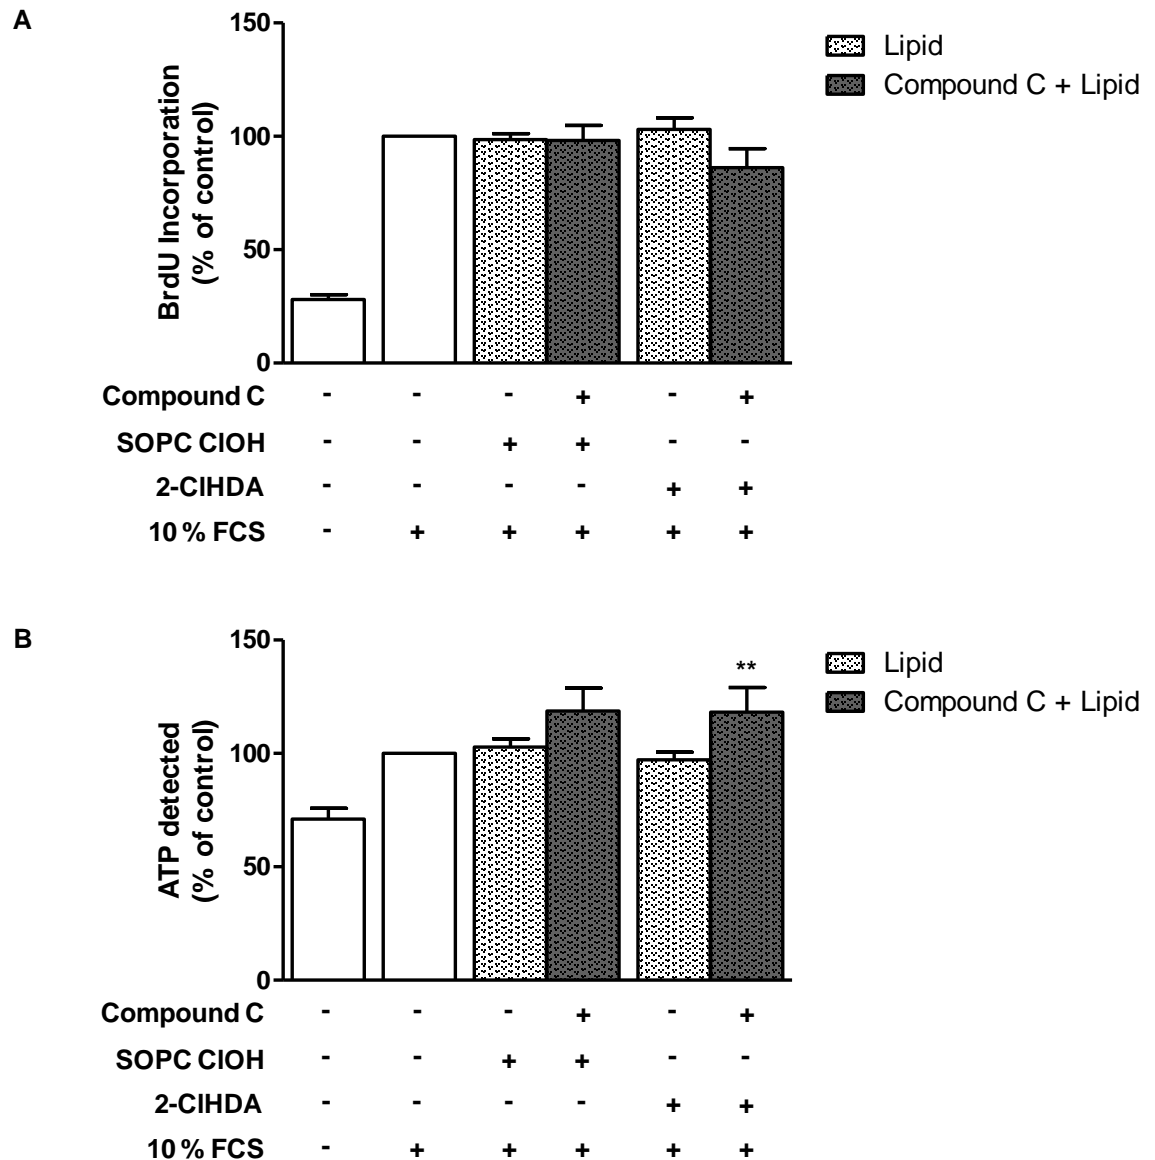 A
150
100
50
0
BrdU Incorporation
(% of control)
Lipid
Compound C + Lipid
Compound C - - - + - +
SOPC ClOH - - + + - -
2-ClHDA - - - - + +
10 % FCS - + + + + +
B
150
100
50
0
ATP detected
(% of control)
**
Lipid
Compound C + Lipid
Compound C - - - + - +
SOPC ClOH - - + + - -
2-ClHDA - - - - + +
10 % FCS - + + + + +